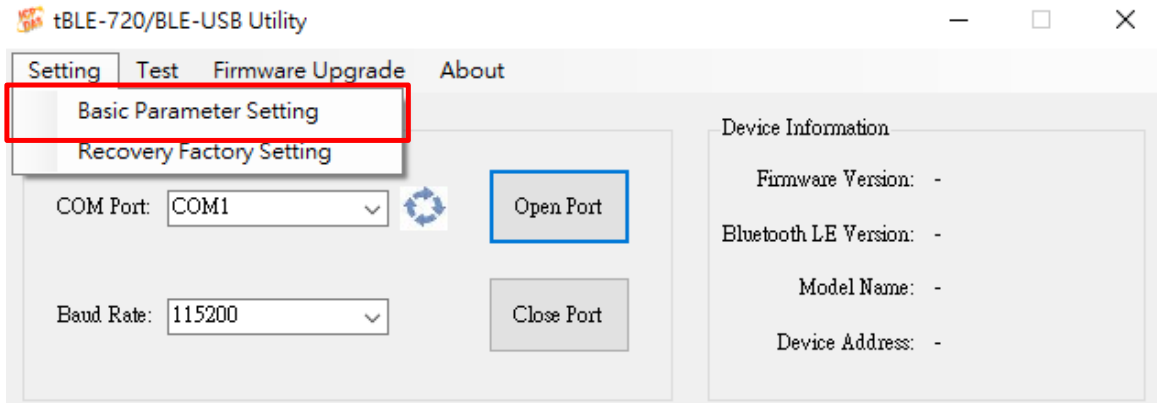 tBLE-720/BLE-USB Utility
Setting Test Firmware Upgrade About
Basic Parameter Setting
Recovery Factory Setting
COM Port: COM1
Open Port
Baud Rate: 115200
Close Port
Device Information
Firmware Version: -
Bluetooth LE Version: -
Model Name: -
Device Address: -